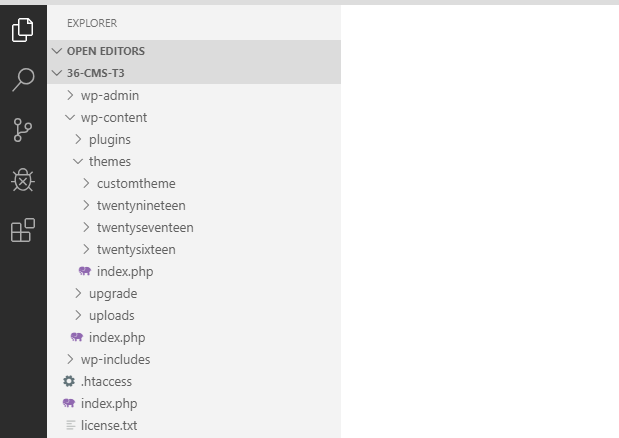 EXPLORER
OPEN EDITORS
36-CMS-T3
wp-admin
wp-content
plugins
themes
customtheme
twentynineteen
twentyseventeen
twentysixteen
index.php
upgrade
uploads
index.php
wp-includes
.htaccess
index.php
license.txt